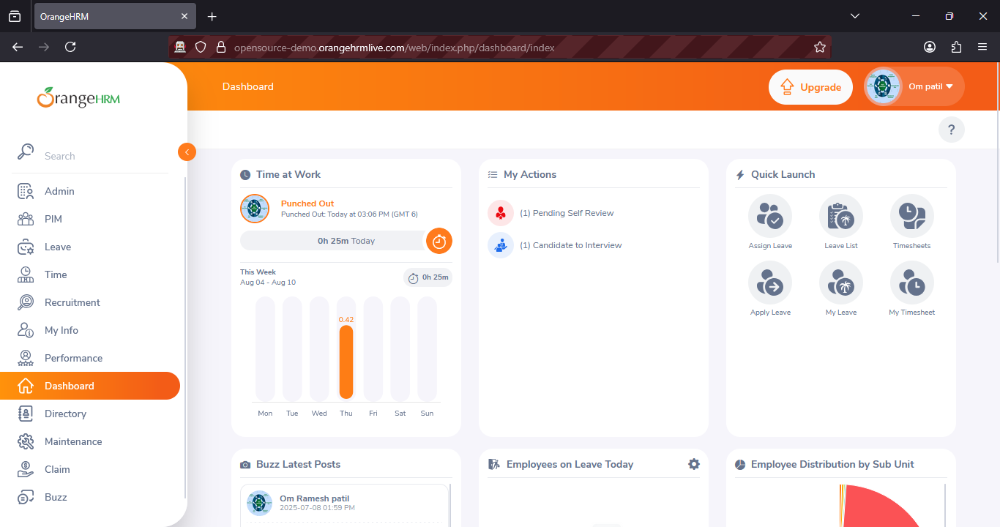 OrangeHRM
opensource-demo.orangehrmlive.com/web/index.php/dashboard/index
OrangeHRM
Dashboard
Upgrade
Om patil
?
Search
Admin
PIM
Leave
Time
Recruitment
My Info
Performance
Dashboard
Directory
Maintenance
Claim
Buzz
Time at Work
Punched Out
Punched Out: Today at 03:06 PM (GMT 6)
0h 25m Today
This Week
Aug 04 - Aug 10
0h 25m
0.42
Mon Tue Wed Thu Fri Sat Sun
My Actions
(1) Pending Self Review
(1) Candidate to Interview
Quick Launch
Assign Leave Leave List Timesheets
Apply Leave My Leave My Timesheet
Buzz Latest Posts
Om Ramesh patil
2025-07-08 01:59 PM
Employees on Leave Today
Employee Distribution by Sub Unit